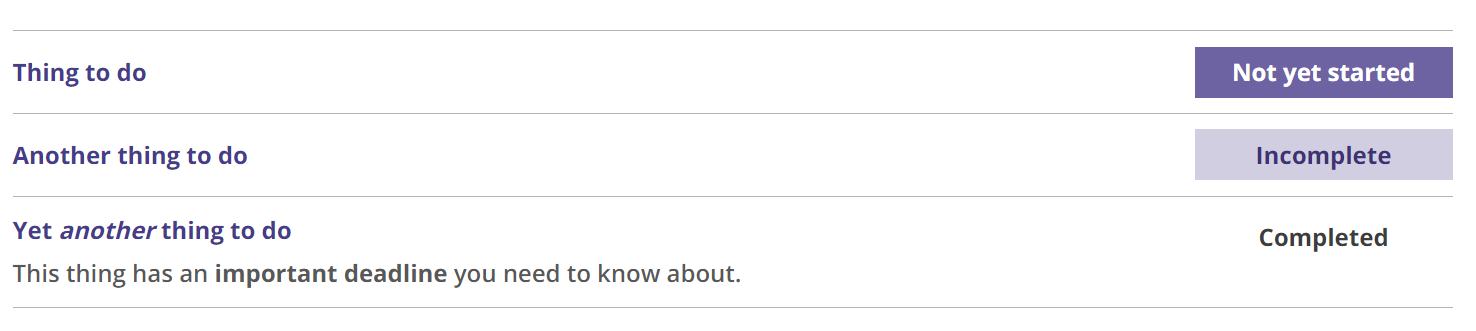 Thing to do
Not yet started
Another thing to do
Incomplete
Yet another thing to do
Completed
This thing has an important deadline you need to know about.